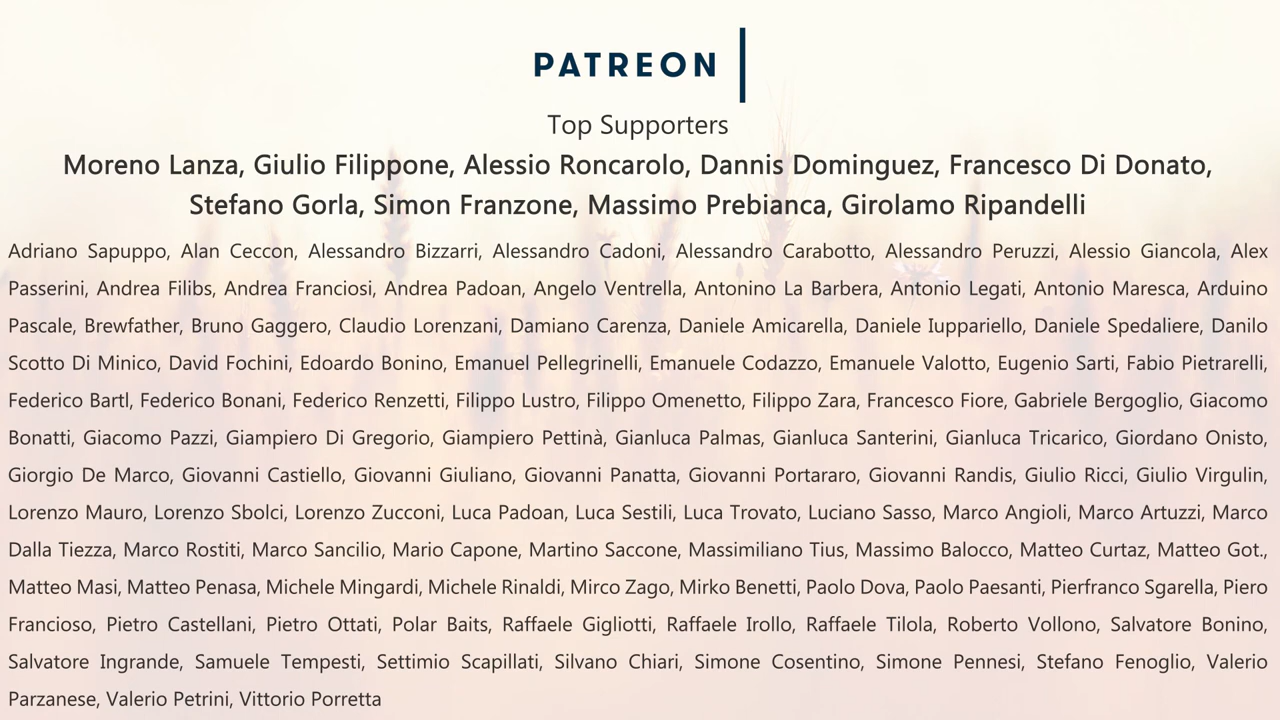 PATREON
Top Supporters
Moreno Lanza, Giulio Filippone, Alessio Roncarolo, Dannis Dominguez, Francesco Di Donato,
Stefano Gorla, Simon Franzone, Massimo Prebianca, Girolamo Ripandelli
Adriano Sapuppo, Alan Ceccon, Alessandro Bizzarri, Alessandro Cadoni, Alessandro Carabotto, Alessandro Peruzzi, Alessio Giancola, Alex
Passerini, Andrea Filibs, Andrea Franciosi, Andrea Padoan, Angelo Ventrella, Antonino La Barbera, Antonio Legati, Antonio Maresca, Arduino
Pascale, Brewfather, Bruno Gaggero, Claudio Lorenzani, Damiano Carenza, Daniele Amicarella, Daniele Iuppariello, Daniele Spedaliere, Danilo
Scotto Di Minico, David Fochini, Edoardo Bonino, Emanuel Pellegrinelli, Emanuele Codazzo, Emanuele Valotto, Eugenio Sarti, Fabio Pietrarelli,
Federico Bartl, Federico Bonani, Federico Renzetti, Filippo Lustro, Filippo Omenetto, Filippo Zara, Francesco Fiore, Gabriele Bergoglio, Giacomo
Bonatti, Giacomo Pazzi, Giampiero Di Gregorio, Giampiero Pettinà, Gianluca Palmas, Gianluca Santerini, Gianluca Tricarico, Giordano Onisto,
Giorgio De Marco, Giovanni Castiello, Giovanni Giuliano, Giovanni Panatta, Giovanni Portararo, Giovanni Randis, Giulio Ricci, Giulio Virgulin,
Lorenzo Mauro, Lorenzo Sbolci, Lorenzo Zucconi, Luca Padoan, Luca Sestili, Luca Trovato, Luciano Sasso, Marco Angioli, Marco Artuzzi, Marco
Dalla Tiezza, Marco Rostiti, Marco Sancilio, Mario Capone, Martino Saccone, Massimiliano Tius, Massimo Balocco, Matteo Curtaz, Matteo Got.,
Matteo Masi, Matteo Penasa, Michele Mingardi, Michele Rinaldi, Mirco Zago, Mirko Benetti, Paolo Dova, Paolo Paesanti, Pierfranco Sgarella, Piero
Francioso, Pietro Castellani, Pietro Ottati, Polar Baits, Raffaele Gigliotti, Raffaele Irollo, Raffaele Tilola, Roberto Vollono, Salvatore Bonino,
Salvatore Ingrande, Samuele Tempesti, Settimio Scapillati, Silvano Chiari, Simone Cosentino, Simone Pennesi, Stefano Fenoglio, Valerio
Parzanese, Valerio Petrini, Vittorio Porretta